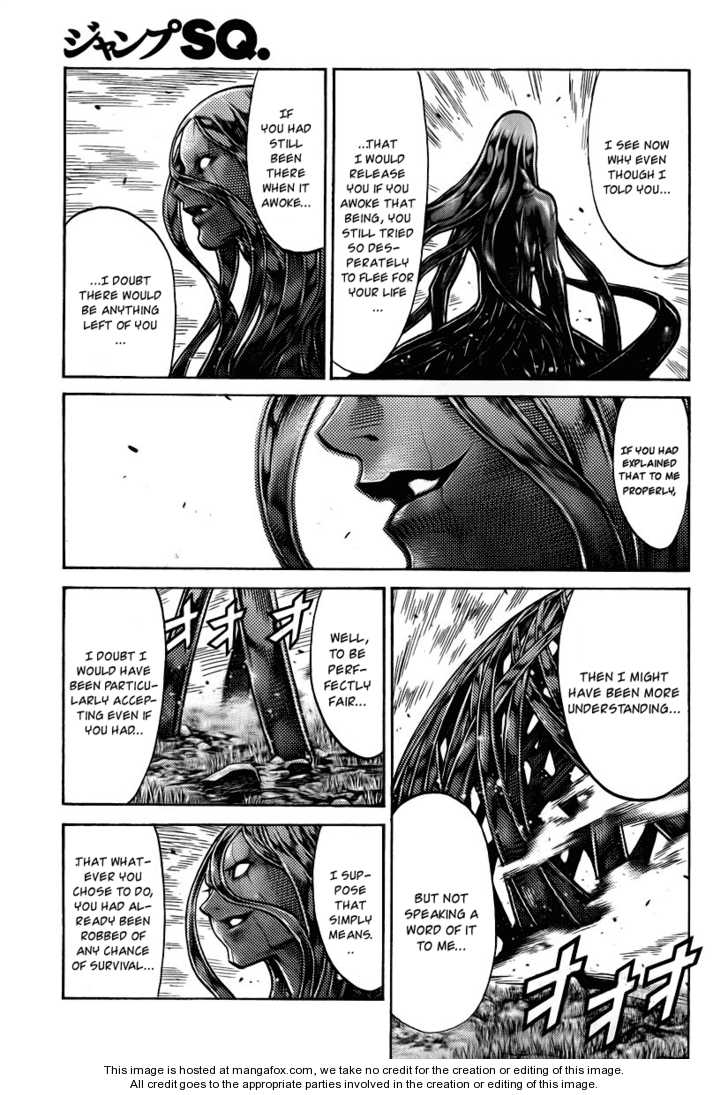 ジャンプSQ.
I SEE NOW
WHY EVEN
THOUGH I
TOLD YOU...
...THAT
I WOULD
RELEASE
YOU IF YOU
AWOKE THAT
BEING, YOU
STILL TRIED
SO DES-
PERATELY
TO FLEE FOR
YOUR LIFE
...
IF
YOU HAD
STILL
BEEN
THERE
WHEN IT
AWOKE...
...I DOUBT
THERE WOULD
BE ANYTHING
LEFT OF YOU
...
IF YOU HAD
EXPLAINED
THAT TO ME
PROPERLY,
THEN I MIGHT
HAVE BEEN MORE
UNDERSTANDING...
BUT NOT
SPEAKING A
WORD OF IT
TO ME...
オオオ
WELL,
TO BE
PERF-
FECTLY
FAIR...
I DOUBT I
WOULD HAVE
BEEN PARTICU-
LARLY ACCEP-
TING EVEN IF
YOU HAD...
オオオ
I SUP-
POSE
THAT
SIMPLY
MEANS.
..
THAT WHAT-
EVER YOU
CHOSE TO DO,
YOU HAD AL-
READY BEEN
ROBBED OF
ANY CHANCE
OF SURVIVAL...
This image is hosted at mangafox.com, we take no credit for the creation or editing of this image.
All credit goes to the appropriate parties involved in the creation or editing of this image.